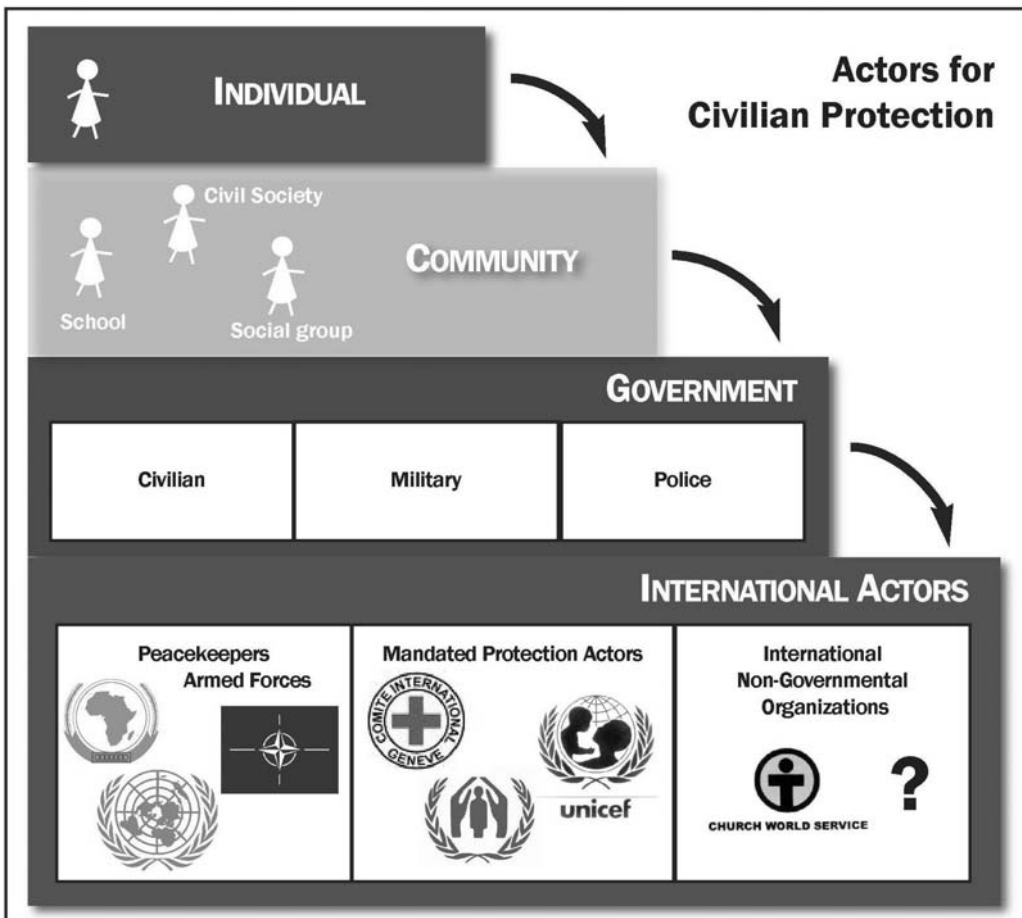 Actors for
Civilian Protection
INDIVIDUAL
Civil Society
School
Social group
COMMUNITY
GOVERNMENT
Civilian
Military
Police
INTERNATIONAL ACTORS
Peacekeepers
Armed Forces
Mandated Protection Actors
COMITE INTERNATIONAL
GENEVE
unicef
International
Non-Governmental
Organizations
CHURCH WORLD SERVICE
?